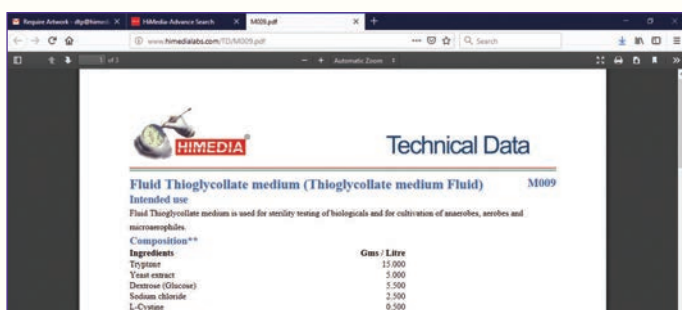 Require Artwork - dtp@himedi
HiMedia-Advance Search
M009.pdf
www.himedialabs.com/TD/M009.pdf
Search
1 of 3
Automatic Zoom
HIMEDIA®
Technical Data
Fluid Thioglycollate medium (Thioglycollate medium Fluid) M009
Intended use
Fluid Thioglycollate medium is used for sterility testing of biologicals and for cultivation of anaerobes, aerobes and
microaerophiles.
Composition**
Ingredients Gms / Litre
Tryptone 15.000
Yeast extract 5.000
Dextrose (Glucose) 5.500
Sodium chloride 2.500
L-Cystine 0.500